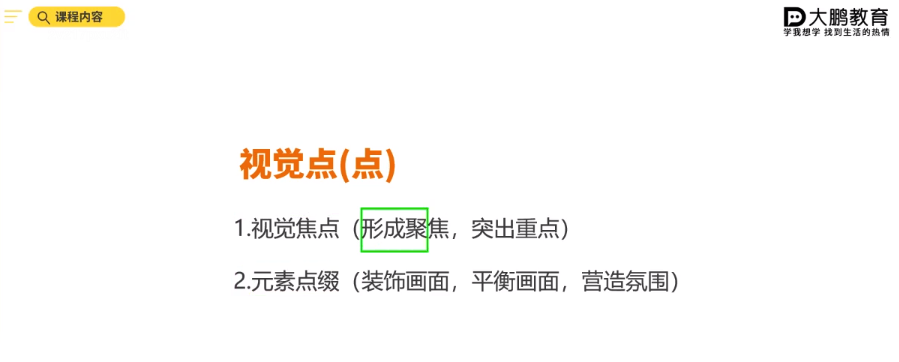 课程内容
大鹏教育
学我想学 找到生活的热情
视觉点(点)
1.视觉焦点（形成聚焦，突出重点）
2.元素点缀（装饰画面，平衡画面，营造氛围）